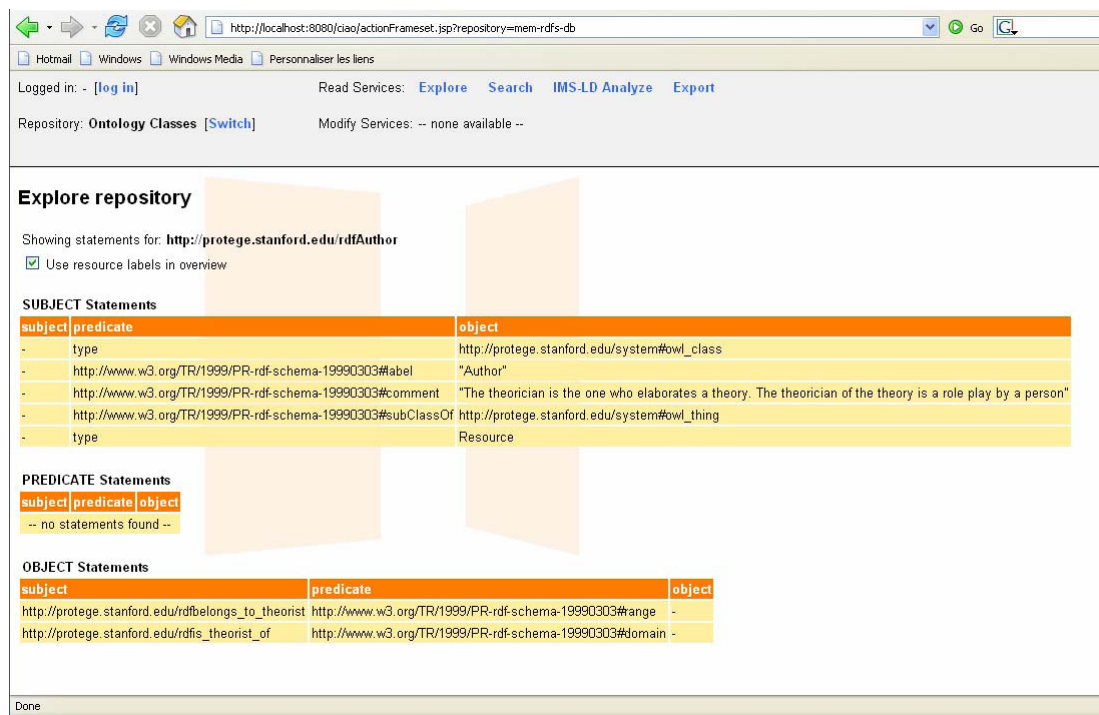 http://localhost:8080/ciao/actionFrameset.jsp?repository=mem-rdfs-db Go G
Hotmail Windows Windows Media Personnaliser les liens
Logged in: - [log in] Read Services: Explore Search IMS-LD Analyze Export
Repository: Ontology Classes [Switch] Modify Services: -- none available --
Explore repository
Showing statements for: http://protege.stanford.edu/rdfAuthor
Use resource labels in overview
SUBJECT Statements
subject predicate object
- type http://protege.stanford.edu/system#owl_class
- http://www.w3.org/TR/1999/PR-rdf-schema-19990303#label "Author"
- http://www.w3.org/TR/1999/PR-rdf-schema-19990303#comment "The theorician is the one who elaborates a theory. The theorician of the theory is a role play by a person"
- http://www.w3.org/TR/1999/PR-rdf-schema-19990303#subClassOf http://protege.stanford.edu/system#owl_thing
- type Resource
PREDICATE Statements
subject predicate object
-- no statements found --
OBJECT Statements
subject predicate object
http://protege.stanford.edu/rdfbelongs_to_theorist http://www.w3.org/TR/1999/PR-rdf-schema-19990303#range -
http://protege.stanford.edu/rdfis_theorist_of http://www.w3.org/TR/1999/PR-rdf-schema-19990303#domain -
Done